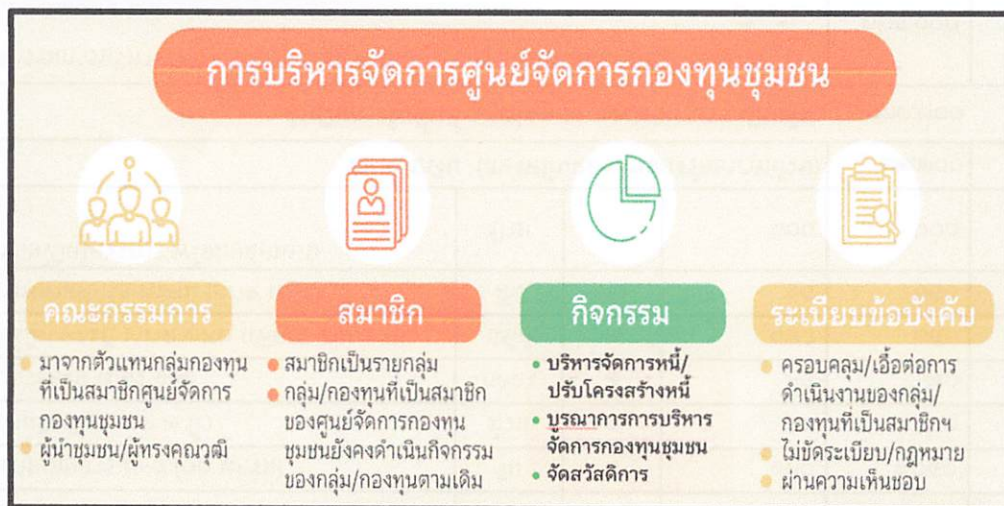 การบริหารจัดการศูนย์จัดการกองทุนชุมชน
คณะกรรมการ
มาจากตัวแทนกลุ่มกองทุน
ที่เป็นสมาชิกศูนย์จัดการ
กองทุนชุมชน
ผู้นำชุมชน/ผู้ทรงคุณวุฒิ
สมาชิก
สมาชิกเป็นรายกลุ่ม
กลุ่ม/กองทุนที่เป็นสมาชิก
ของศูนย์จัดการกองทุน
ชุมชนยังคงดำเนินกิจกรรม
ของกลุ่ม/กองทุนตามเดิม
กิจกรรม
บริหารจัดการหนี้/
ปรับโครงสร้างหนี้
บูรณาการการบริหาร
จัดการกองทุนชุมชน
จัดสวัสดิการ
ระเบียบข้อบังคับ
ครอบคลุม/เอื้อต่อการ
ดำเนินงานของกลุ่ม/
กองทุนที่เป็นสมาชิกฯ
ไม่ขัดระเบียบ/กฎหมาย
ผ่านความเห็นชอบ